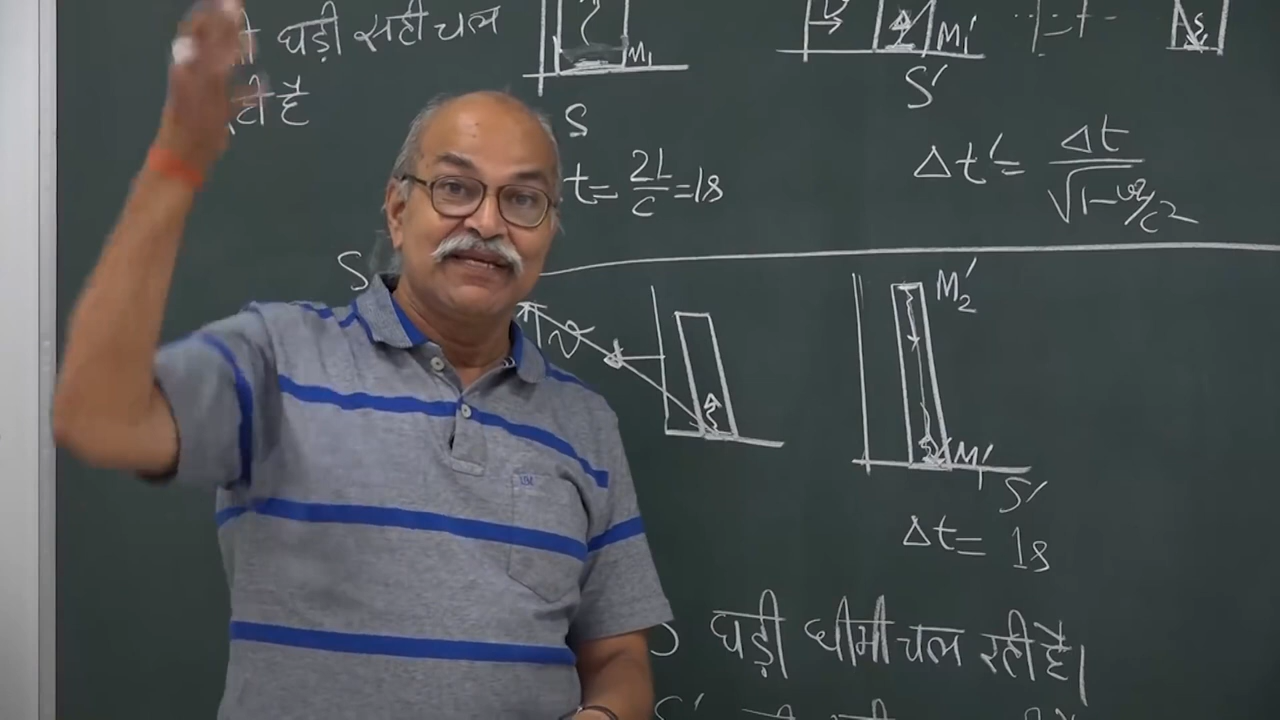 घड़ी सही चल
है
M₁
M₁′
S
S′
t = 2L/c = 1s
Δt′ = Δt/√(1-v²/c²)
S
v
M₂′
M₁′
S′
Δt = 1s
S घड़ी धीमी चल रही है।
S′